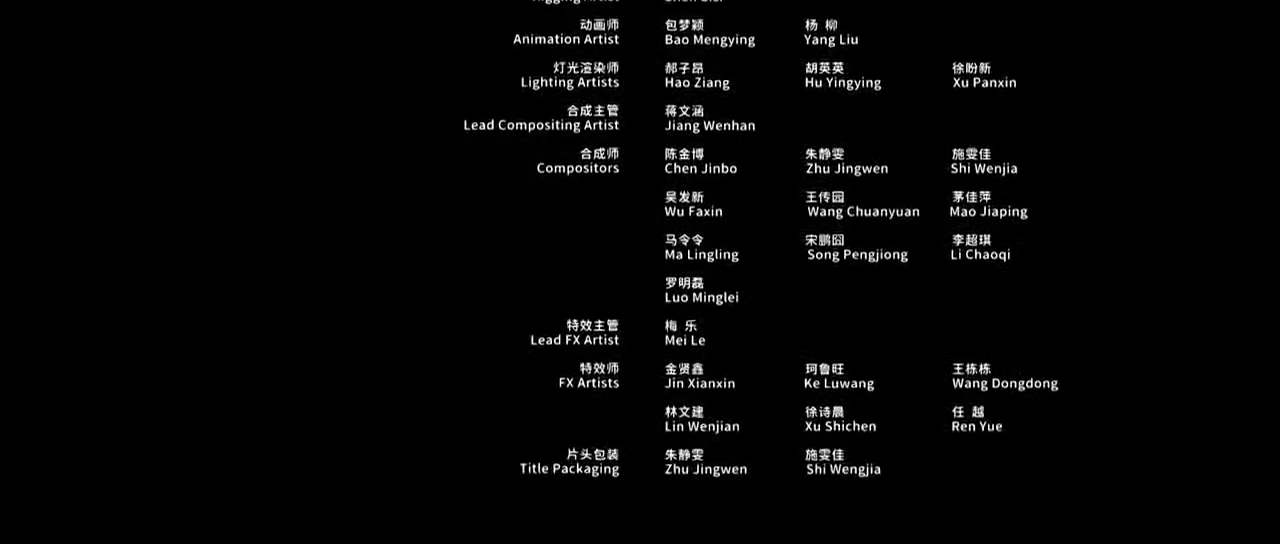 动画师 包梦颖 杨 柳
Animation Artist Bao Mengying Yang Liu
灯光渲染师 郝子昂 胡英英 徐盼新
Lighting Artists Hao Ziang Hu Yingying Xu Panxin
合成主管 蒋文涵
Lead Compositing Artist Jiang Wenhan
合成师 陈金博 朱静雯 施雯佳
Compositors Chen Jinbo Zhu Jingwen Shi Wenjia
吴发新 王传园 茅佳萍
Wu Faxin Wang Chuanyuan Mao Jiaping
马令令 宋鹏囧 李超琪
Ma Lingling Song Pengjiong Li Chaoqi
罗明磊
Luo Minglei
特效主管 梅 乐
Lead FX Artist Mei Le
特效师 金贤鑫 珂鲁旺 王栋栋
FX Artists Jin Xianxin Ke Luwang Wang Dongdong
林文建 徐诗晨 任 越
Lin Wenjian Xu Shichen Ren Yue
片头包装 朱静雯 施雯佳
Title Packaging Zhu Jingwen Shi Wengjia